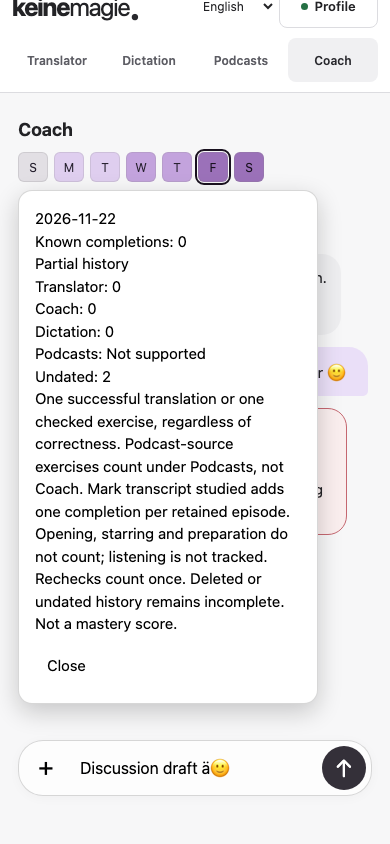 keinemagie.
English
Profile
Translator
Dictation
Podcasts
Coach
Coach
S
M
T
W
T
F
S
2026-11-22
Known completions: 0
Partial history
Translator: 0
Coach: 0
Dictation: 0
Podcasts: Not supported
Undated: 2
One successful translation or one
checked exercise, regardless of
correctness. Podcast-source
exercises count under Podcasts, not
Coach. Mark transcript studied adds
one completion per retained episode.
Opening, starring and preparation do
not count; listening is not tracked.
Rechecks count once. Deleted or
undated history remains incomplete.
Not a mastery score.
Close
Discussion draft ä🙂